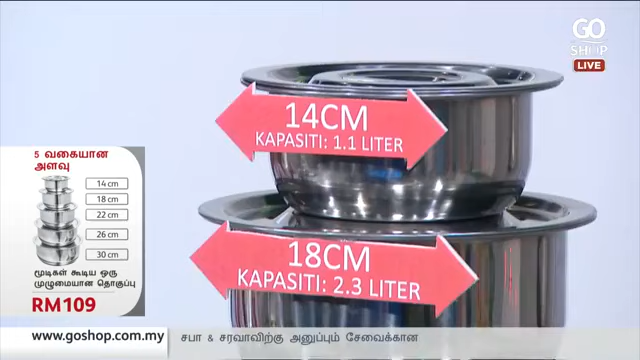 GO
SHOP
LIVE
14CM
KAPASITI: 1.1 LITER
18CM
KAPASITI: 2.3 LITER
5 வகையான
அளவு
14 cm
18 cm
22 cm
26 cm
30 cm
மூடிகள் கூடிய ஒரு
முழுமையான தொகுப்பு
RM109
www.goshop.com.my
சபா & சரவாவிற்கு அனுப்பும் சேவைக்கான